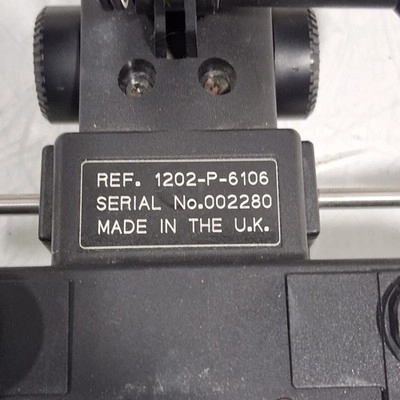 REF. 1202-P-6106
SERIAL No.002280
MADE IN THE U.K.